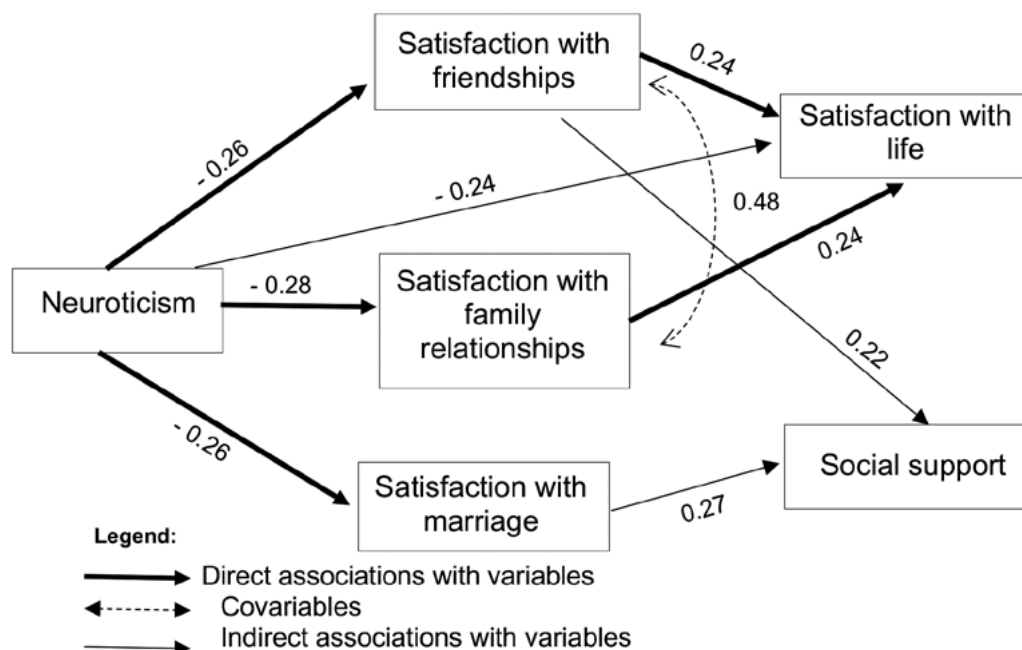 Satisfaction with
friendships
0.24
Satisfaction with
life
- 0.26
- 0.24
0.48
0.24
Neuroticism
- 0.28
Satisfaction with
family
relationships
0.22
- 0.26
Satisfaction with
marriage
0.27
Social support
Legend:
Direct associations with variables
Covariables
Indirect associations with variables